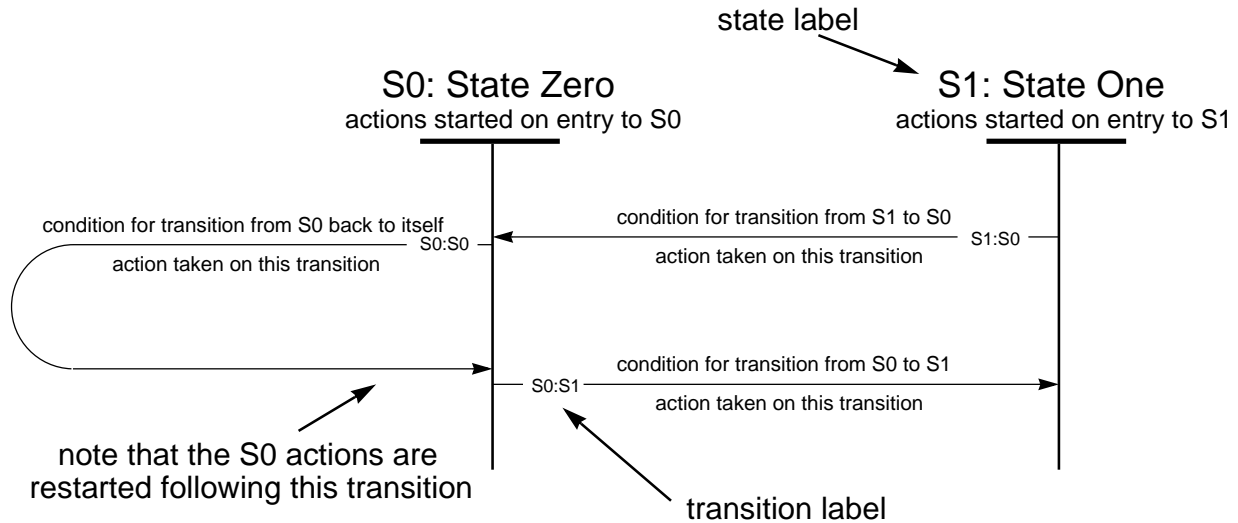 state label
S0: State Zero
actions started on entry to S0
S1: State One
actions started on entry to S1
condition for transition from S0 back to itself
S0:S0
action taken on this transition
condition for transition from S1 to S0
S1:S0
action taken on this transition
condition for transition from S0 to S1
S0:S1
action taken on this transition
note that the S0 actions are
restarted following this transition
transition label